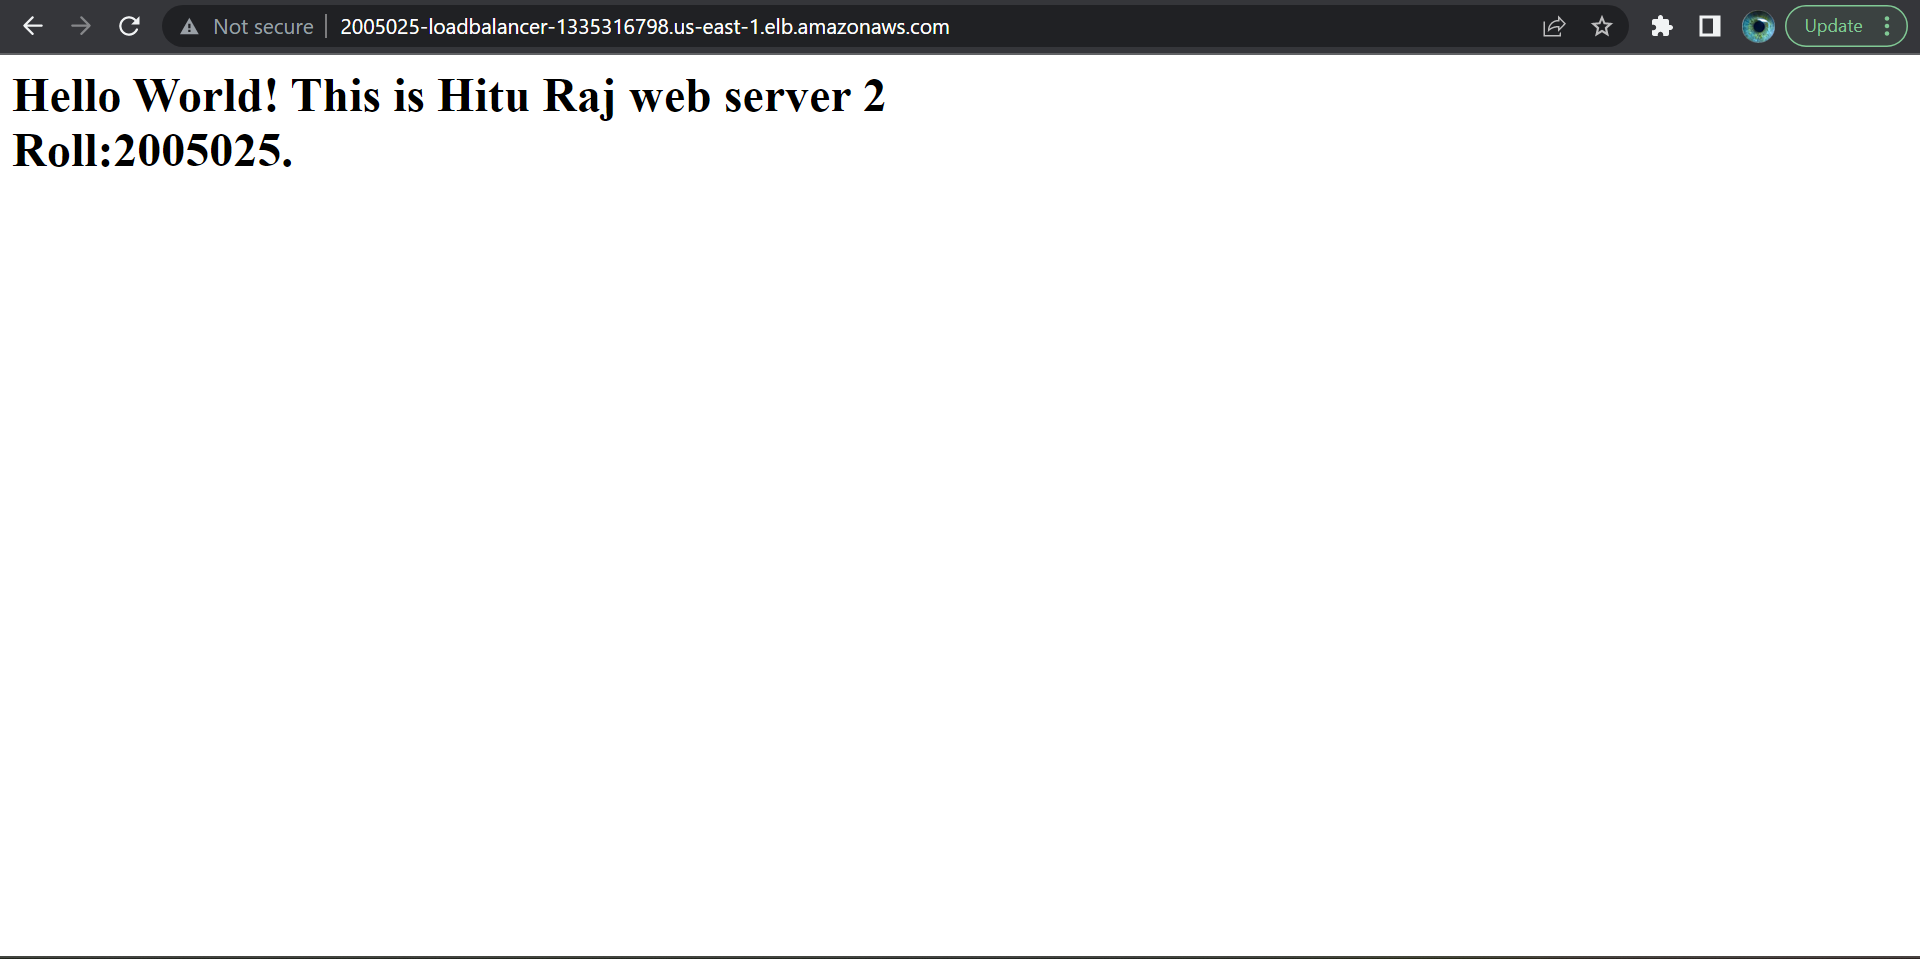 Not secure
2005025-loadbalancer-1335316798.us-east-1.elb.amazonaws.com
Update
Hello World! This is Hitu Raj web server 2
Roll:2005025.